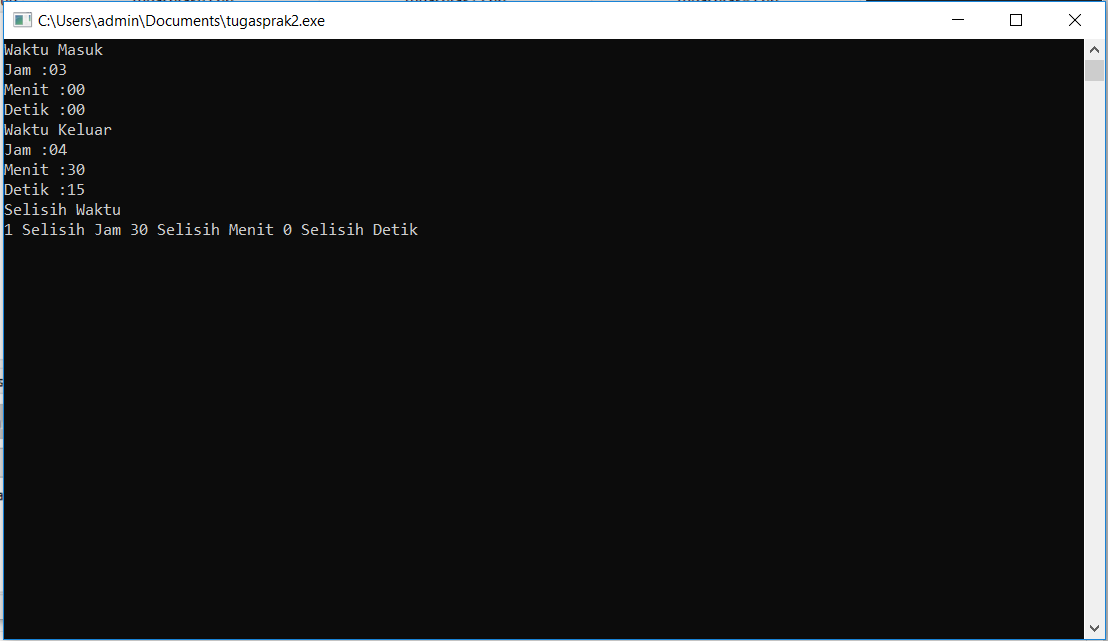 C:\Users\admin\Documents\tugasprak2.exe
Waktu Masuk
Jam :03
Menit :00
Detik :00
Waktu Keluar
Jam :04
Menit :30
Detik :15
Selisih Waktu
1 Selisih Jam 30 Selisih Menit 0 Selisih Detik